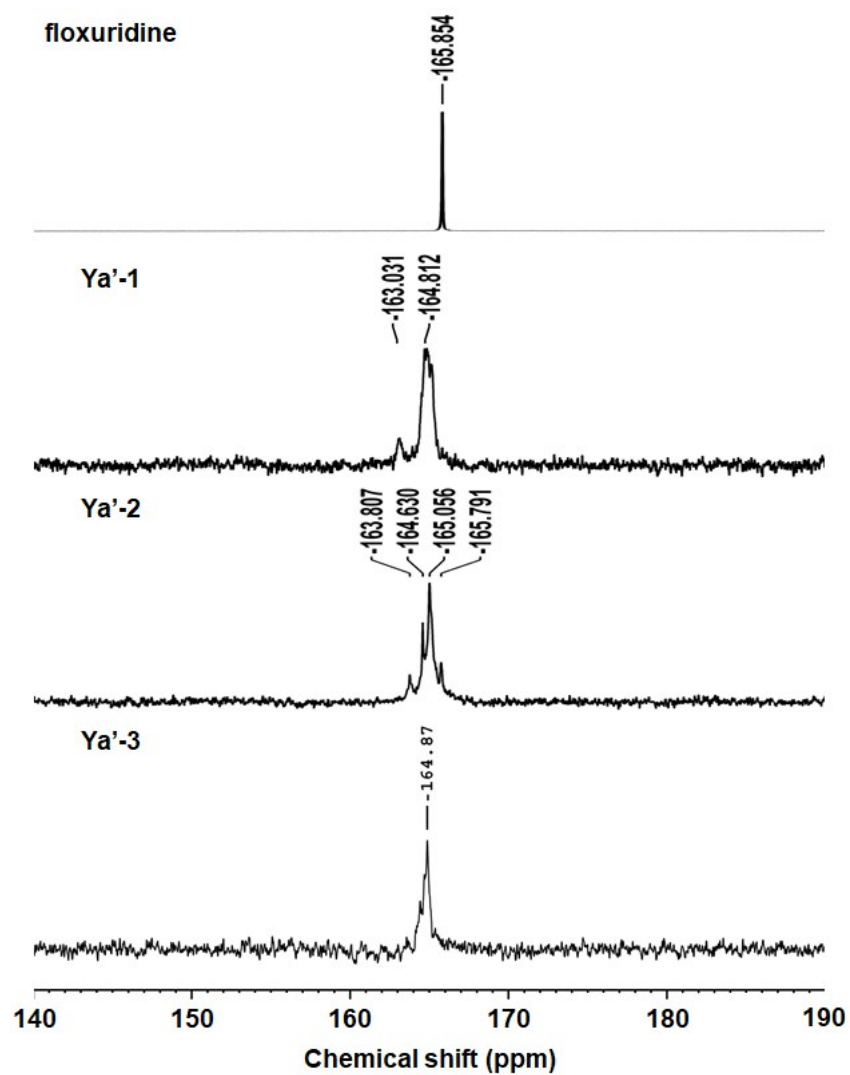 floxuridine
-165.854
Ya’-1
-163.031
-164.812
Ya’-2
-163.807
-164.630
-165.056
-165.791
Ya’-3
-164.87
140 150 160 170 180 190
Chemical shift (ppm)